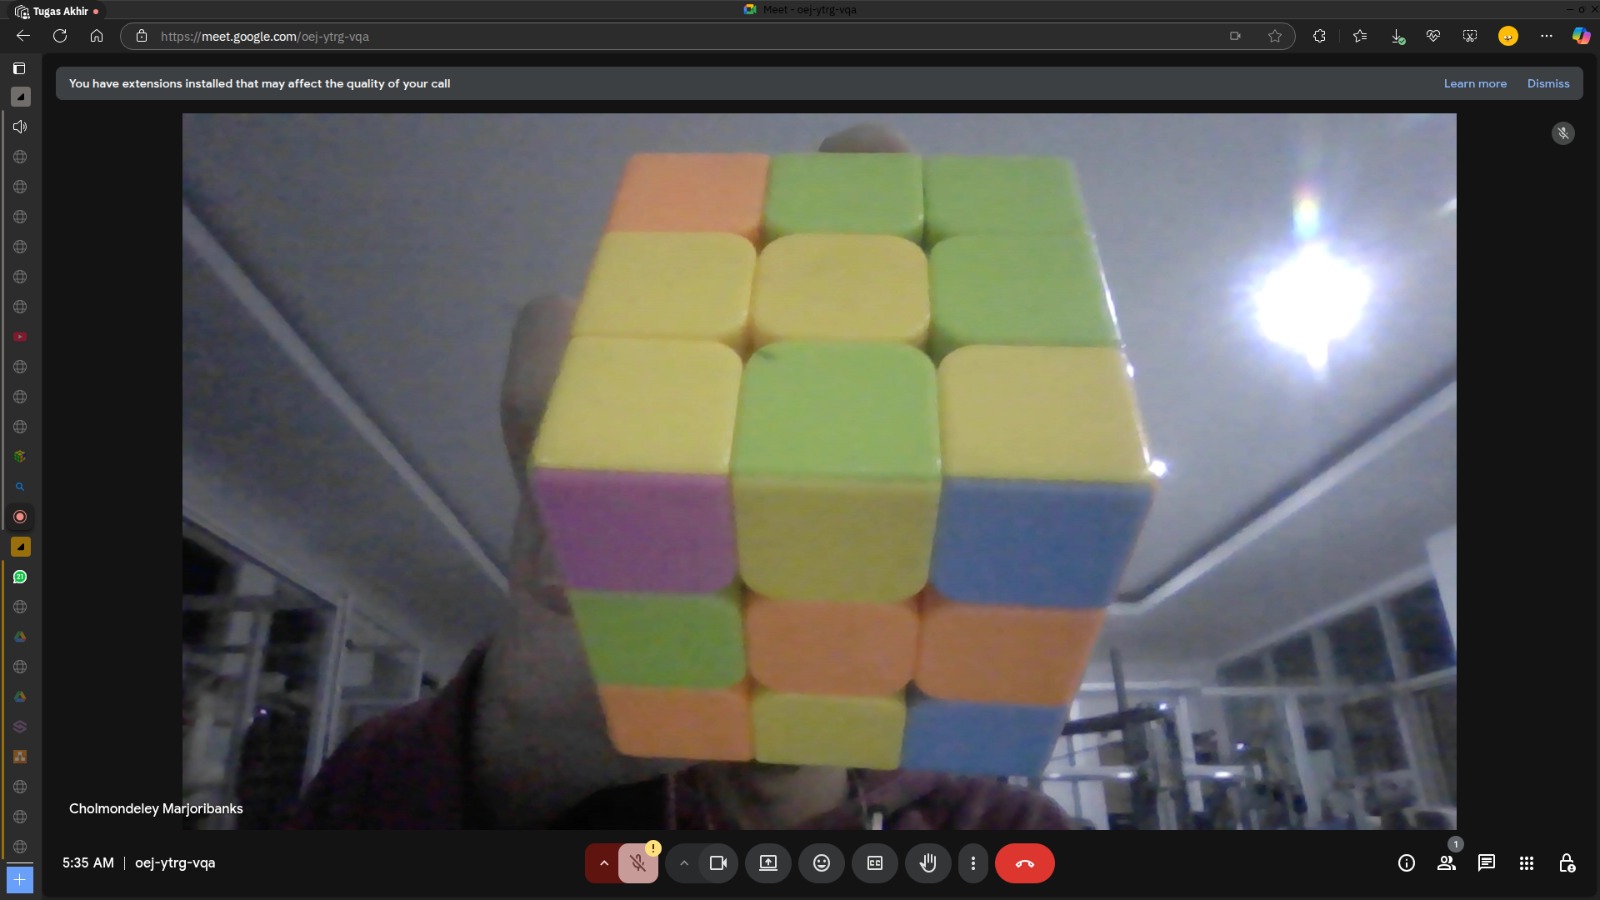 Tugas Akhir
Meet - oej-ytrg-vqa
https://meet.google.com/oej-ytrg-vqa
You have extensions installed that may affect the quality of your call
Learn more
Dismiss
Cholmondeley Marjoribanks
5:35 AM | oej-ytrg-vqa
!
CC
1